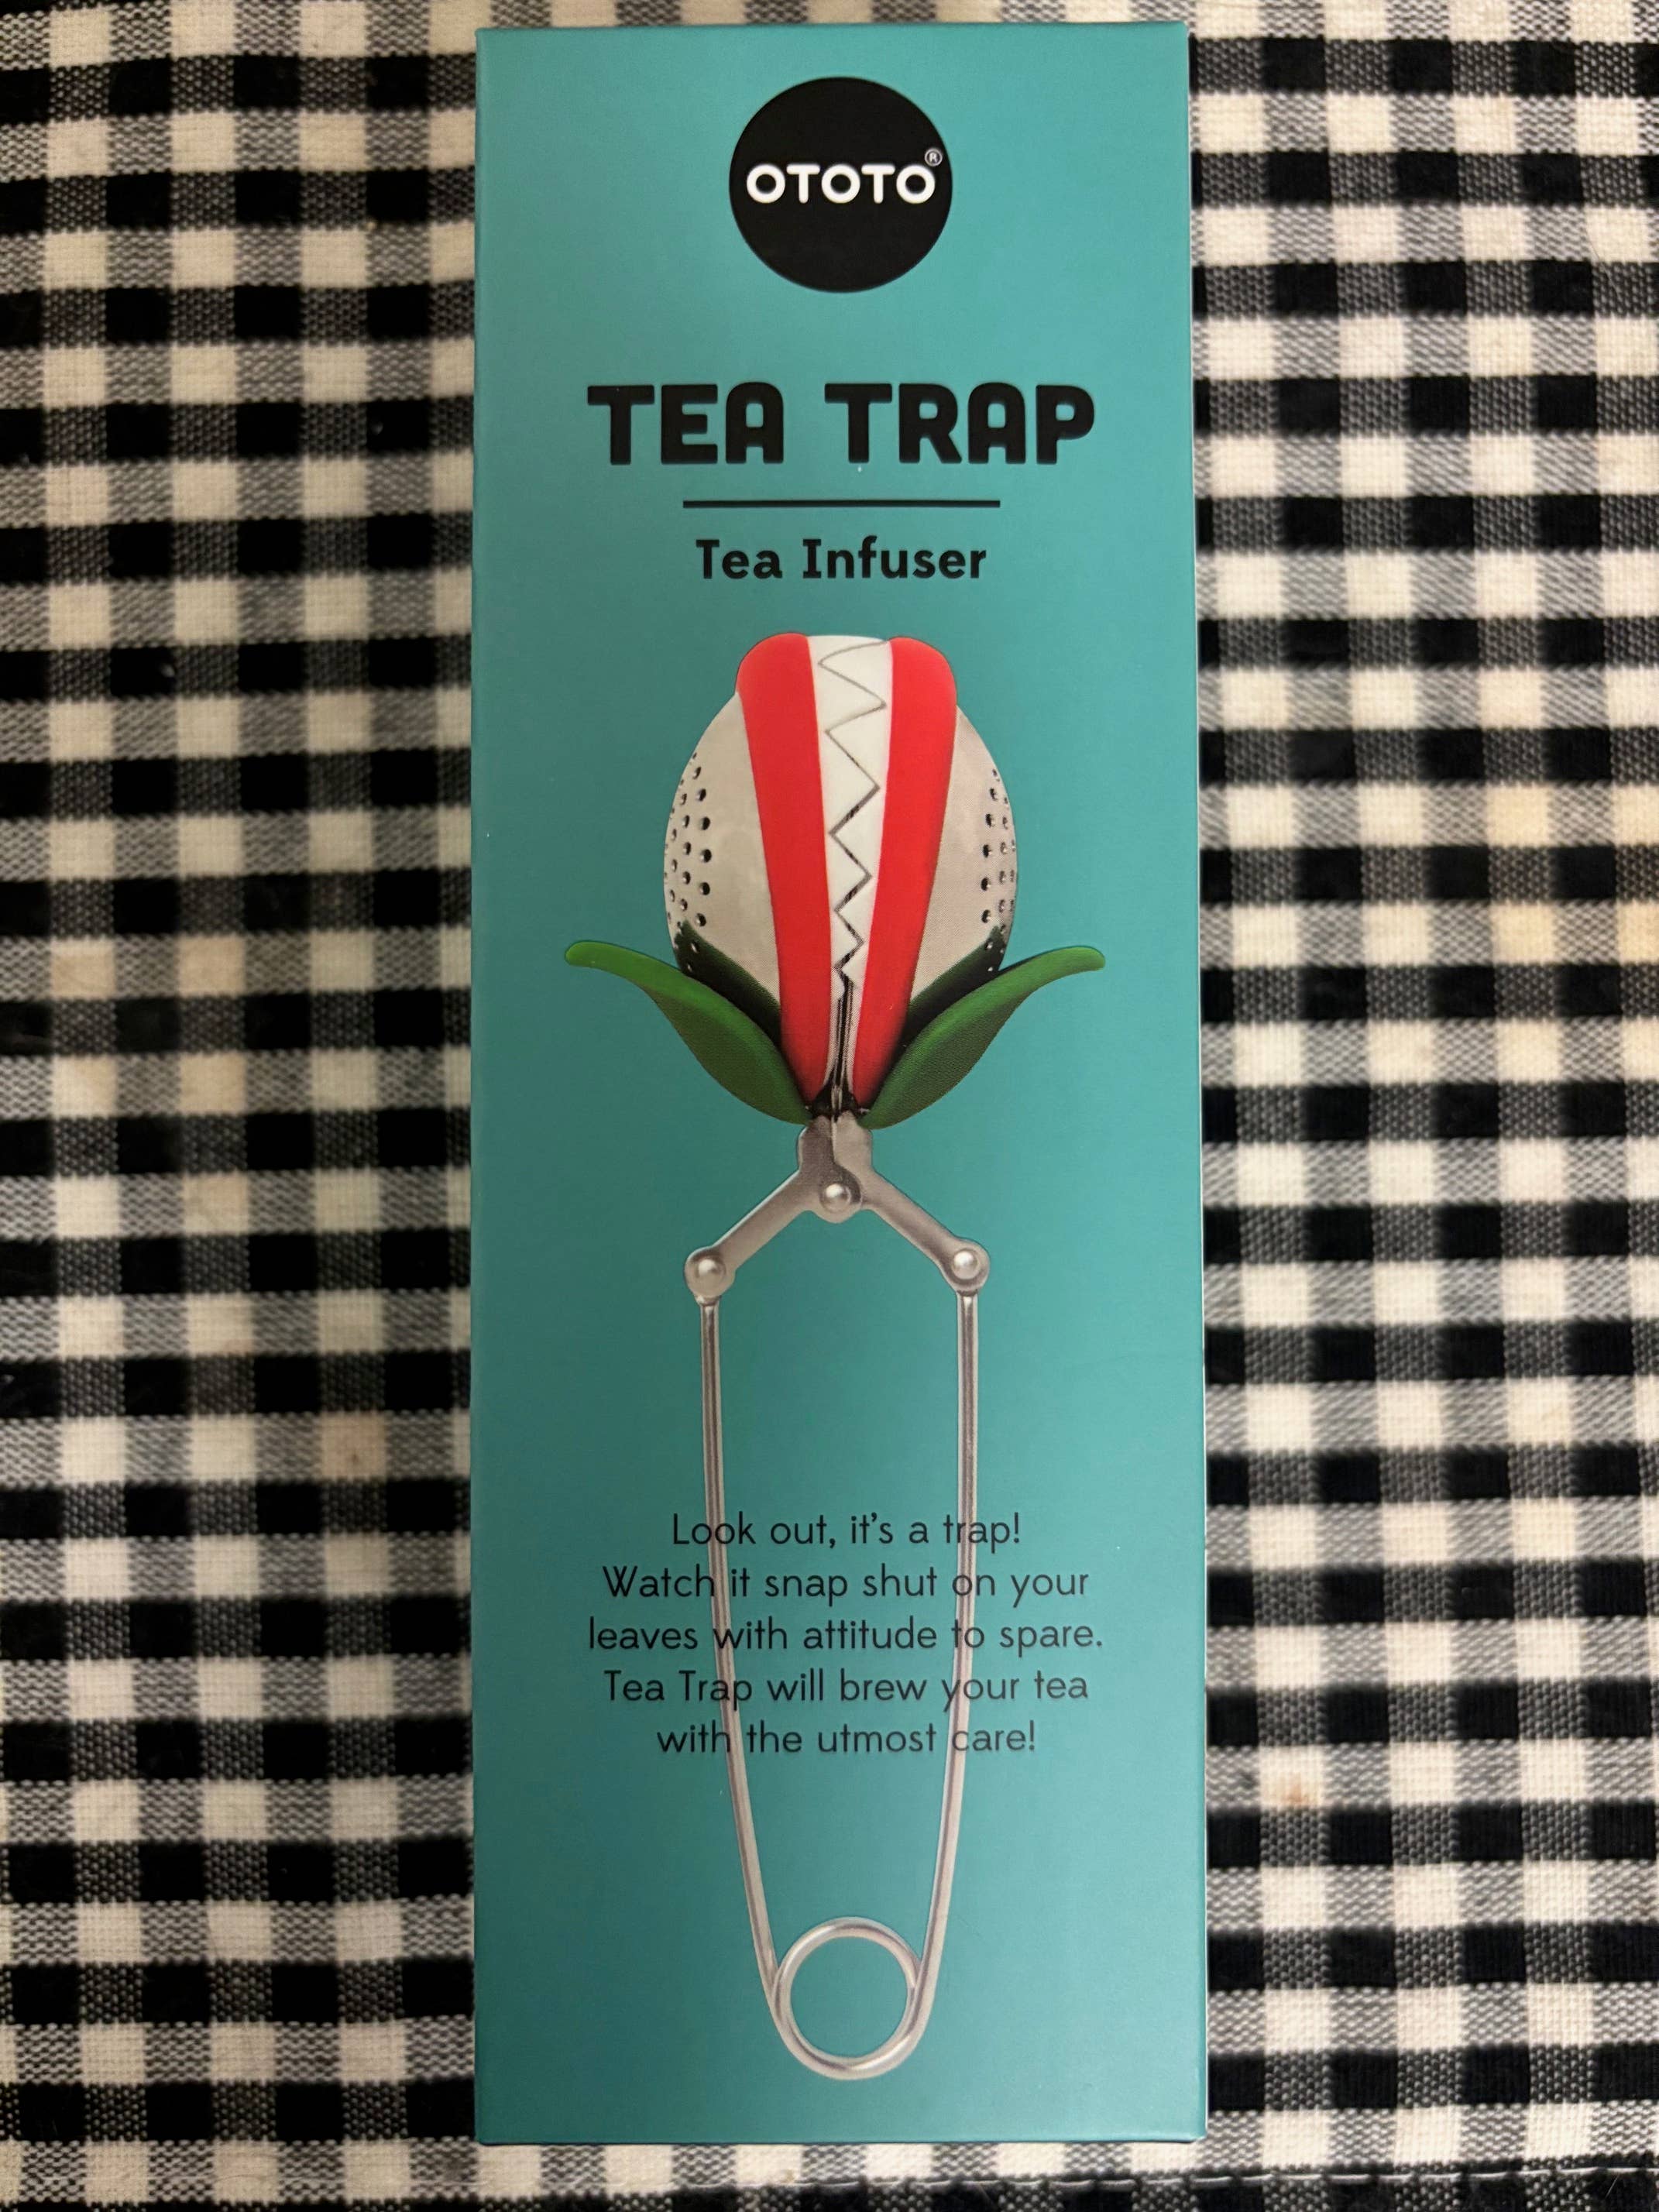 OTOTO®
TEA TRAP
Tea Infuser
Look out, it's a trap!
Watch it snap shut on your
leaves with attitude to spare.
Tea Trap will brew your tea
with the utmost care!